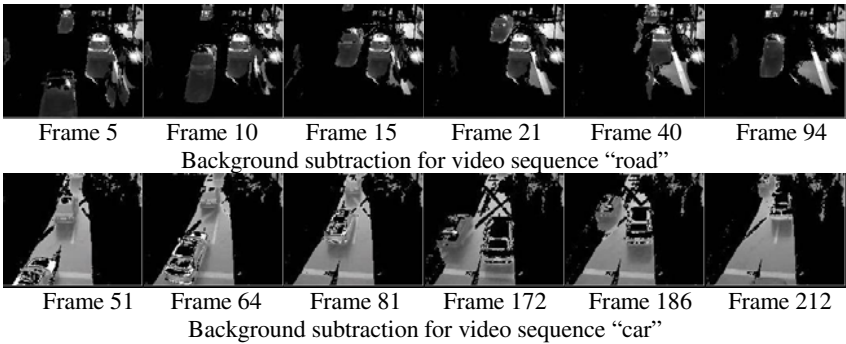 Frame 5 Frame 10 Frame 15 Frame 21 Frame 40 Frame 94
Background subtraction for video sequence “road”
Frame 51 Frame 64 Frame 81 Frame 172 Frame 186 Frame 212
Background subtraction for video sequence “car”